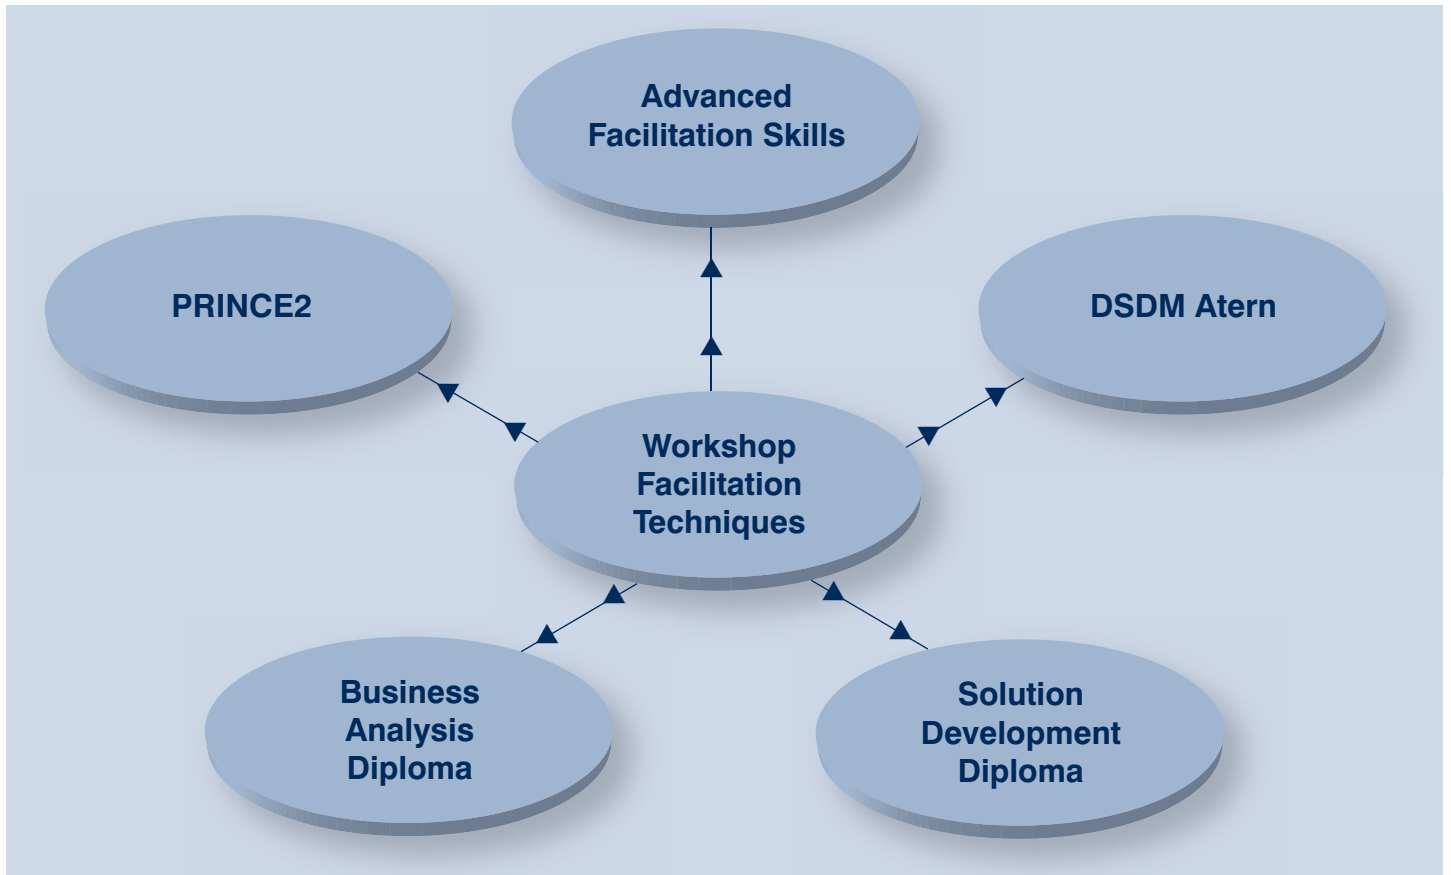 Advanced
Facilitation Skills
PRINCE2
DSDM Atern
Workshop
Facilitation
Techniques
Business
Analysis
Diploma
Solution
Development
Diploma